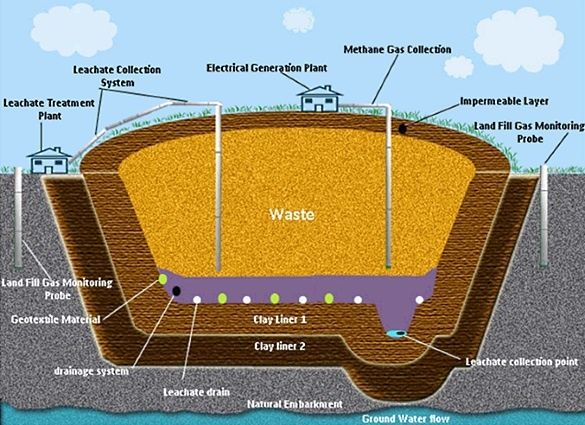 Methane Gas Collection
Leachate Collection
System
Electrical Generation Plant
Leachate Treatment
Plant
Impermeable Layer
Land Fill Gas Monitoring
Probe
Waste
Land Fill Gas Monitoring
Probe
Geotextile Material
Clay Liner 1
Clay liner 2
Leachate collection point
drainage system
Leachate drain
Natural Embarkment
Ground Water flow